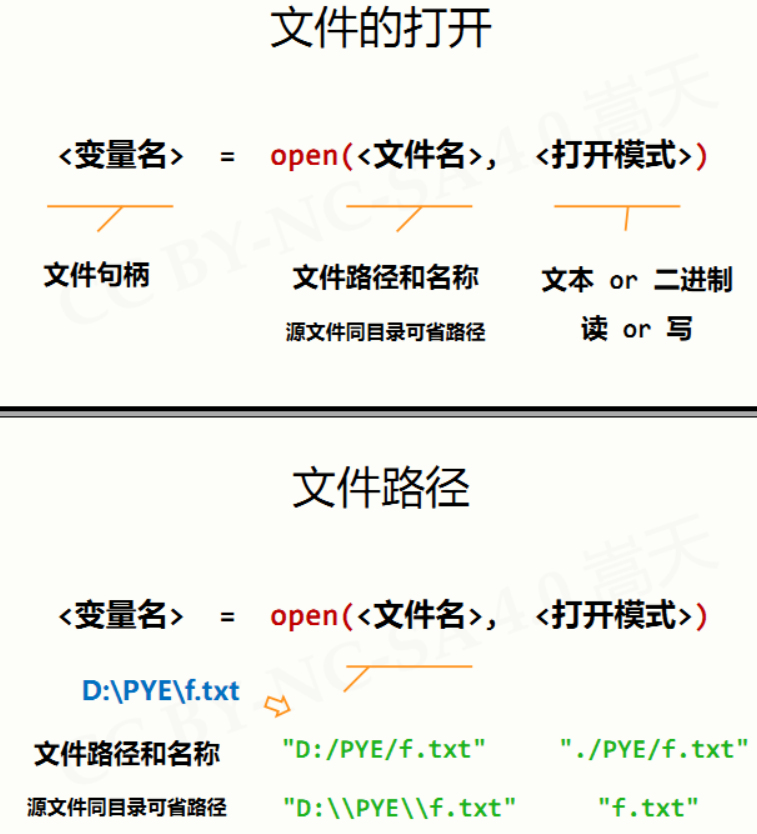 文件的打开
<变量名> = open(<文件名>, <打开模式>)
文件句柄 文件路径和名称 文本 or 二进制
源文件同目录可省路径 读 or 写
CC BY-NC-SA 4.0 嵩天
文件路径
<变量名> = open(<文件名>, <打开模式>)
D:\PYE\f.txt
文件路径和名称 "D:/PYE/f.txt" "./PYE/f.txt"
源文件同目录可省路径 "D:\\PYE\\f.txt" "f.txt"
CC BY-NC-SA 4.0 嵩天